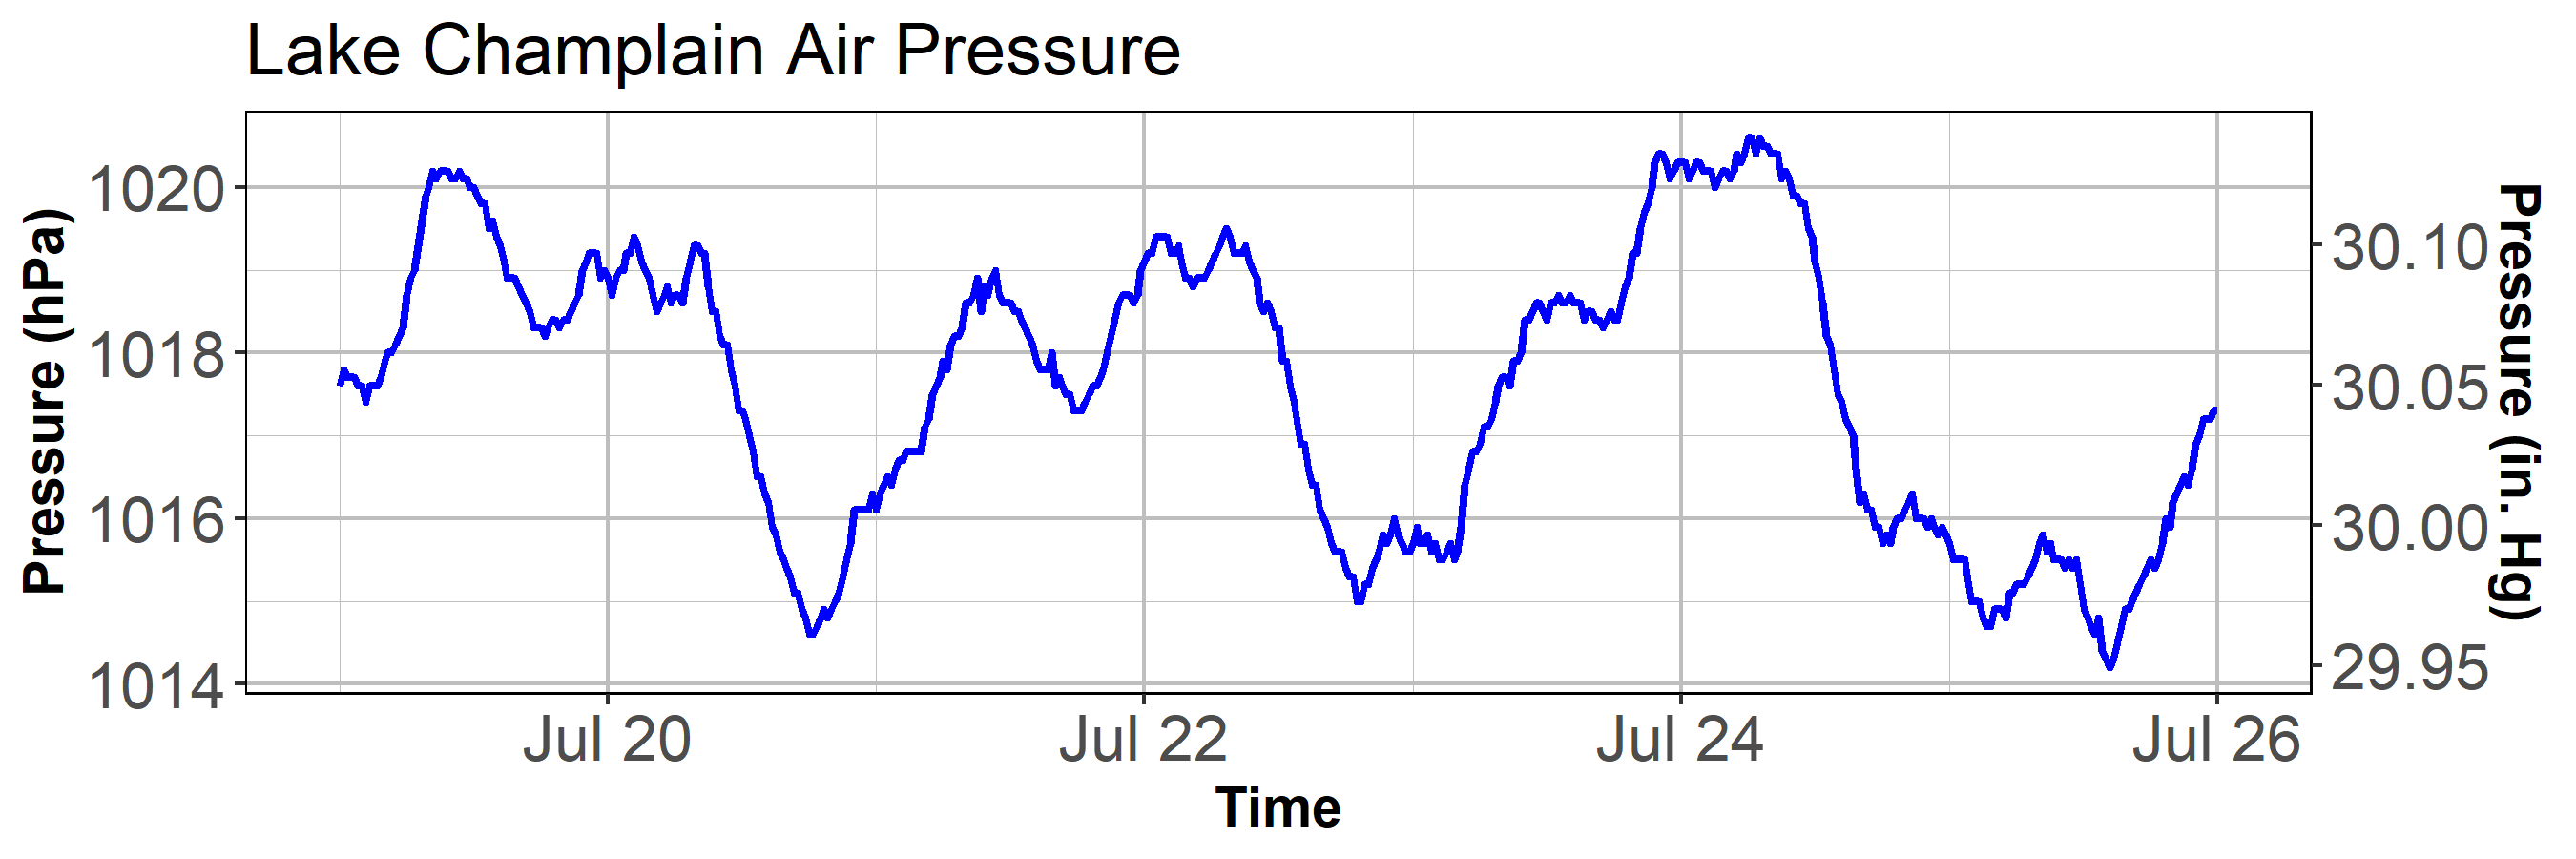 Lake Champlain Air Pressure
Pressure (hPa)
1020
1018
1016
1014
30.10
30.05
30.00
29.95
Pressure (in. Hg)
Jul 20
Jul 22
Jul 24
Jul 26
Time